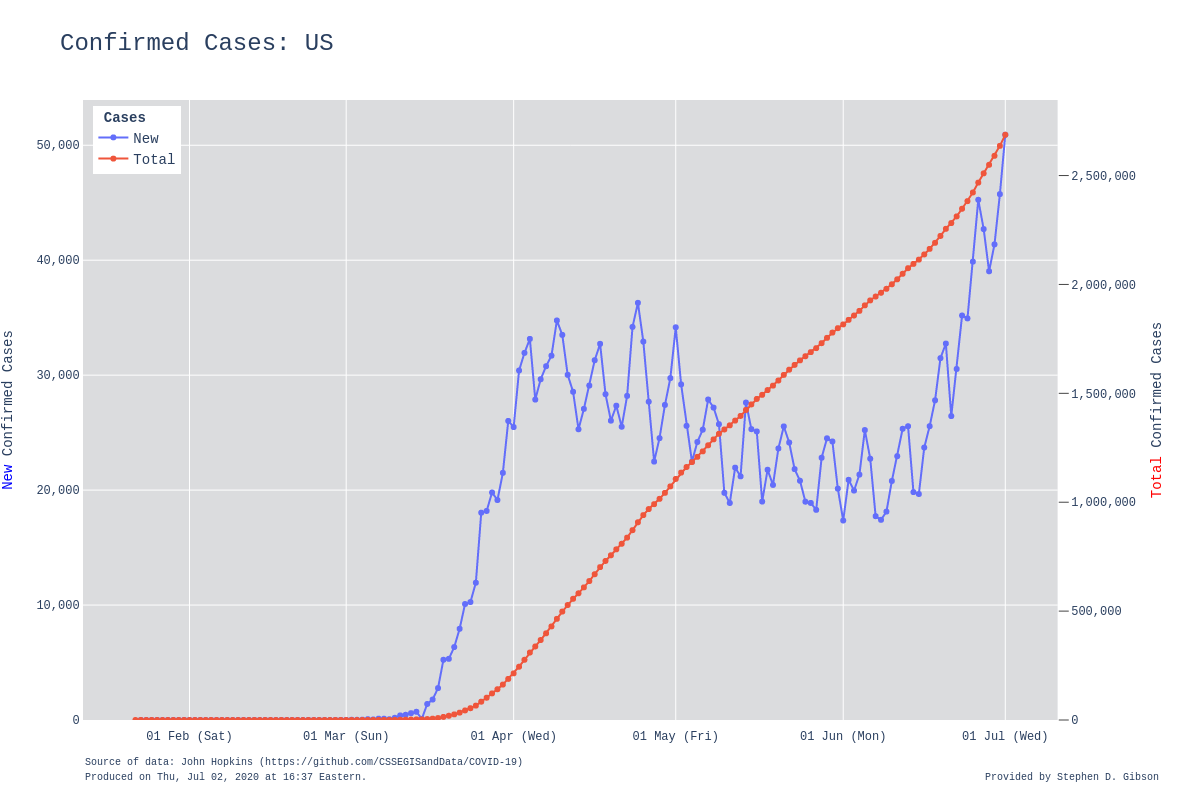 Confirmed Cases: US
Cases
New
Total
50,000
40,000
30,000
20,000
10,000
0
New Confirmed Cases
2,500,000
2,000,000
1,500,000
1,000,000
500,000
0
Total Confirmed Cases
01 Feb (Sat) 01 Mar (Sun) 01 Apr (Wed) 01 May (Fri) 01 Jun (Mon) 01 Jul (Wed)
Source of data: John Hopkins (https://github.com/CSSEGISandData/COVID-19)
Produced on Thu, Jul 02, 2020 at 16:37 Eastern.
Provided by Stephen D. Gibson